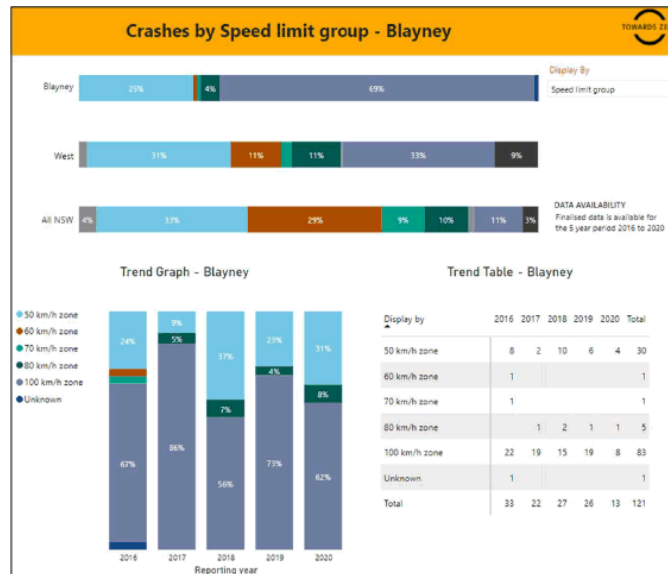 Crashes by Speed limit group - Blayney
TOWARDS
Blayney 25% 4% 69%
Display By
Speed limit group
West 31% 11% 11% 33% 9%
All NSW 4% 33% 29% 9% 10% 11% 3%
DATA AVAILABILITY
Finalised data is available for
the 5 year period 2016 to 2020
Trend Graph - Blayney
50 km/h zone
60 km/h zone
70 km/h zone
80 km/h zone
100 km/h zone
Unknown
24% 9% 37% 23% 31%
5% 7% 4% 8%
67% 86% 56% 73% 62%
2016 2017 2018 2019 2020
Reporting year
Trend Table - Blayney
Display by 2016 2017 2018 2019 2020 Total
50 km/h zone 8 2 10 6 4 30
60 km/h zone 1 1
70 km/h zone 1 1
80 km/h zone 1 2 1 1 5
100 km/h zone 22 19 15 19 8 83
Unknown 1 1
Total 33 22 27 26 13 121